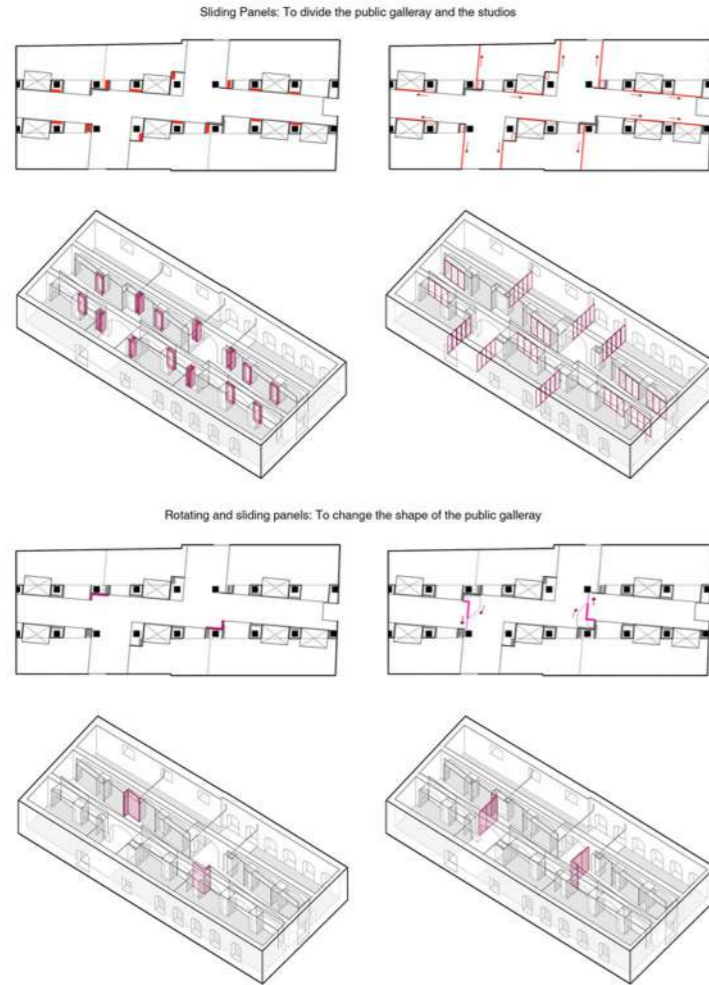 Sliding Panels: To divide the public galleray and the studios
Rotating and sliding panels: To change the shape of the public galleray